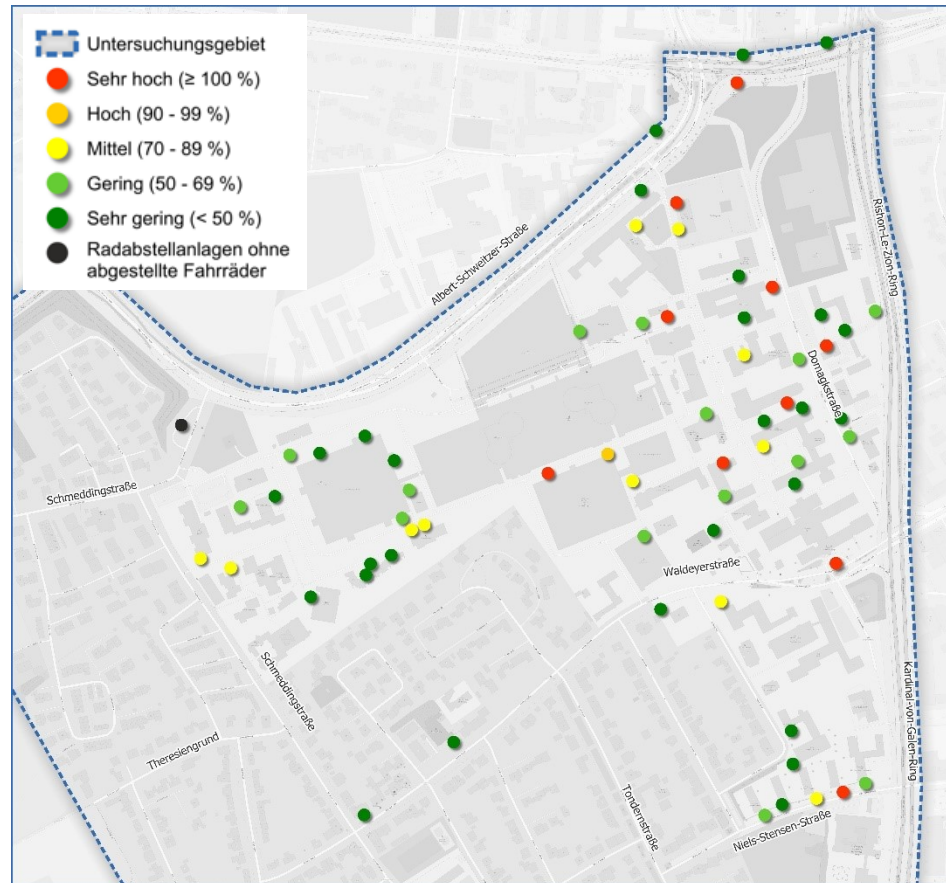 Untersuchungsgebiet
Sehr hoch (≥ 100 %)
Hoch (90 - 99 %)
Mittel (70 - 89 %)
Gering (50 - 69 %)
Sehr gering (< 50 %)
Radabstellanlagen ohne
abgestellte Fahrräder
Albert-Schweitzer-Straße
Rishon-Le-Zion-Ring
Domagkstraße
Schmeddingstraße
Waldeyerstraße
Schmeddingstraße
Theresiengrund
Tondernstraße
Kardinal-von-Galen-Ring
Niels-Stensen-Straße